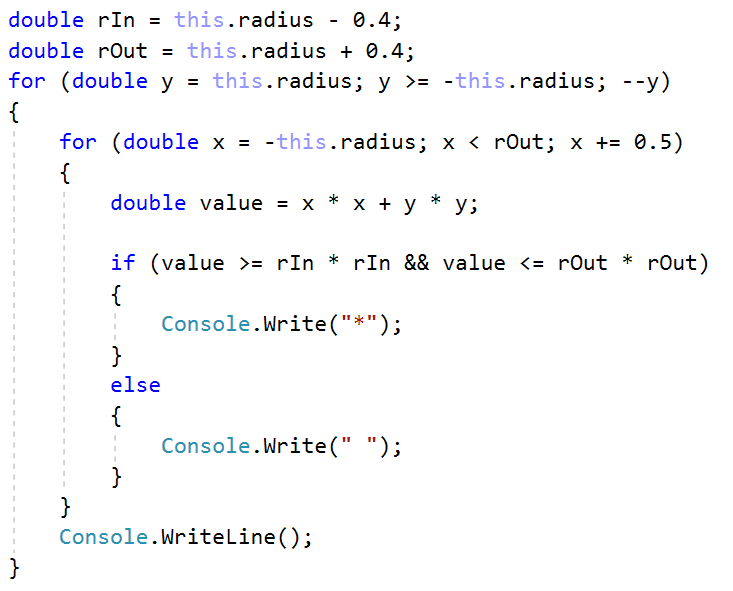 double rIn = this.radius - 0.4;
double rOut = this.radius + 0.4;
for (double y = this.radius; y >= -this.radius; --y)
{
    for (double x = -this.radius; x < rOut; x += 0.5)
    {
        double value = x * x + y * y;

        if (value >= rIn * rIn && value <= rOut * rOut)
        {
            Console.Write("*");
        }
        else
        {
            Console.Write(" ");
        }
    }
    Console.WriteLine();
}